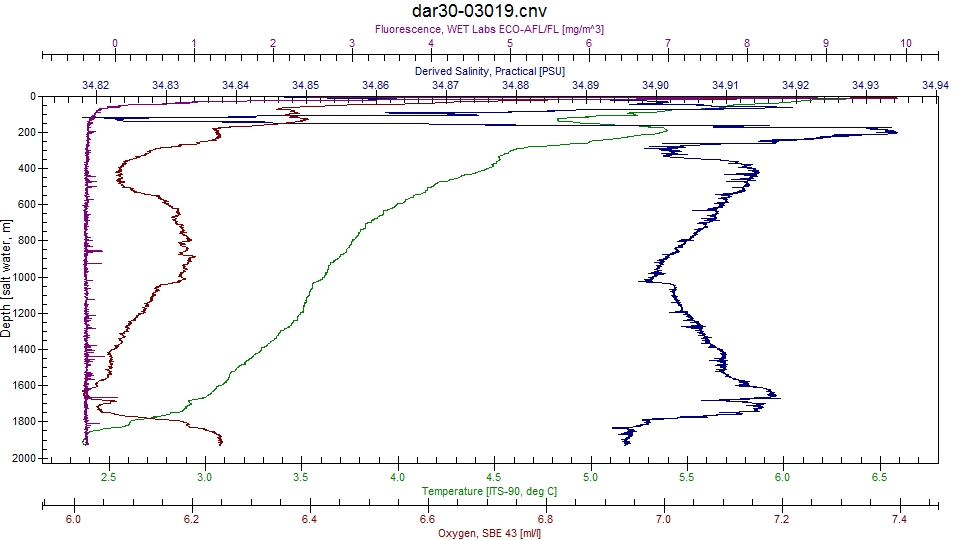 dar30-03019.cnv
Fluorescence, WET Labs ECO-AFL/FL [mg/m^3]
0 1 2 3 4 5 6 7 8 9 10
Derived Salinity, Practical [PSU]
34.82 34.83 34.84 34.85 34.86 34.87 34.88 34.89 34.90 34.91 34.92 34.93 34.94
0
200
400
600
800
1000
1200
1400
1600
1800
2000
Depth [salt water, m]
2.5 3.0 3.5 4.0 4.5 5.0 5.5 6.0 6.5
Temperature [ITS-90, deg C]
6.0 6.2 6.4 6.6 6.8 7.0 7.2 7.4
Oxygen, SBE 43 [ml/l]